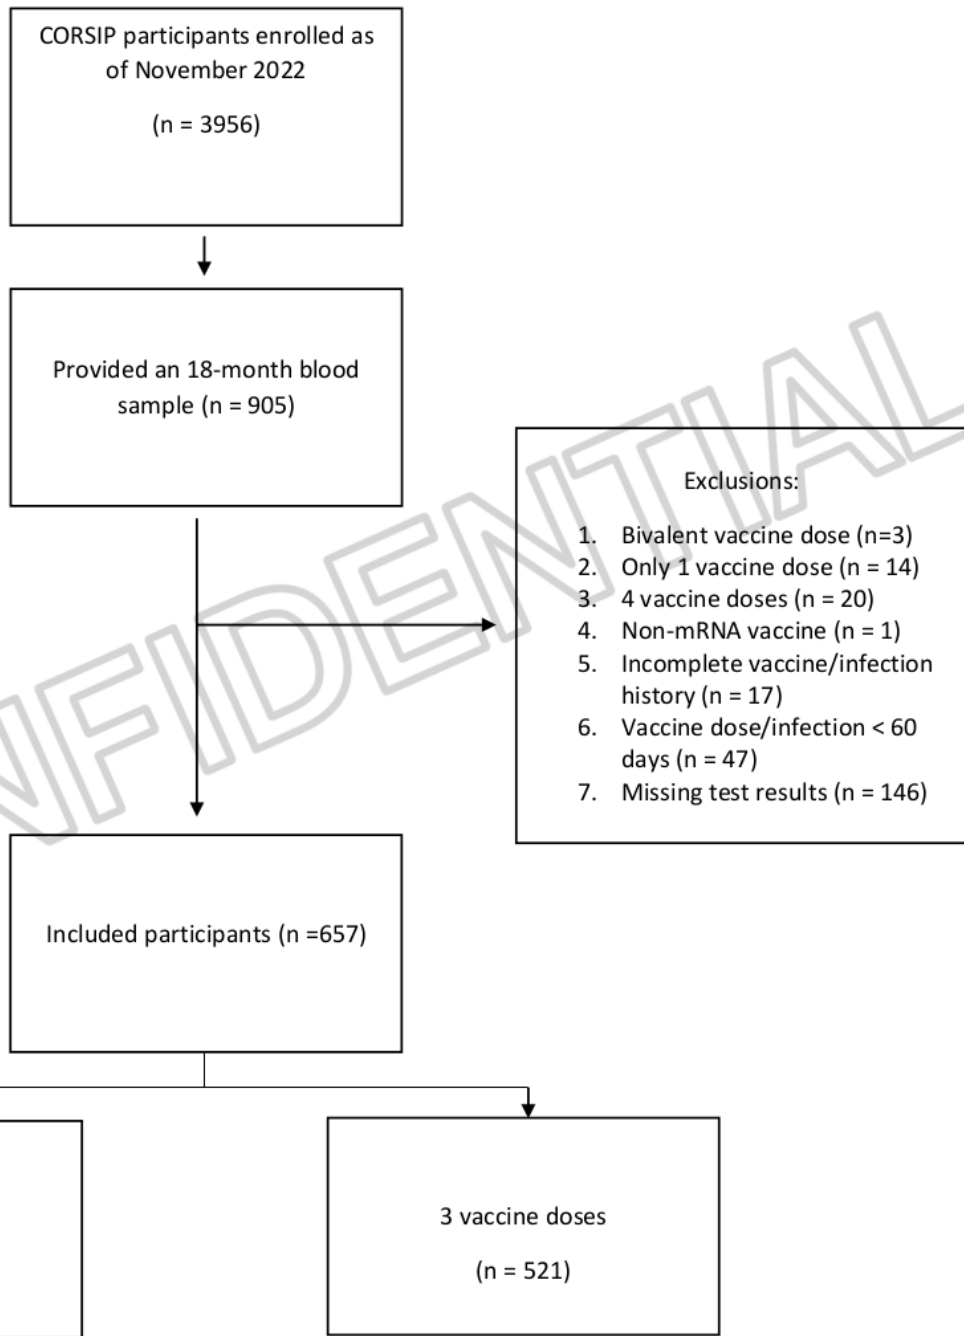 CORSIP participants enrolled as
of November 2022
(n = 3956)
Provided an 18-month blood
sample (n = 905)
Exclusions:
1. Bivalent vaccine dose (n=3)
2. Only 1 vaccine dose (n = 14)
3. 4 vaccine doses (n = 20)
4. Non-mRNA vaccine (n = 1)
5. Incomplete vaccine/infection
history (n = 17)
6. Vaccine dose/infection < 60
days (n = 47)
7. Missing test results (n = 146)
Included participants (n =657)
3 vaccine doses
(n = 521)
NFIDENTIAL